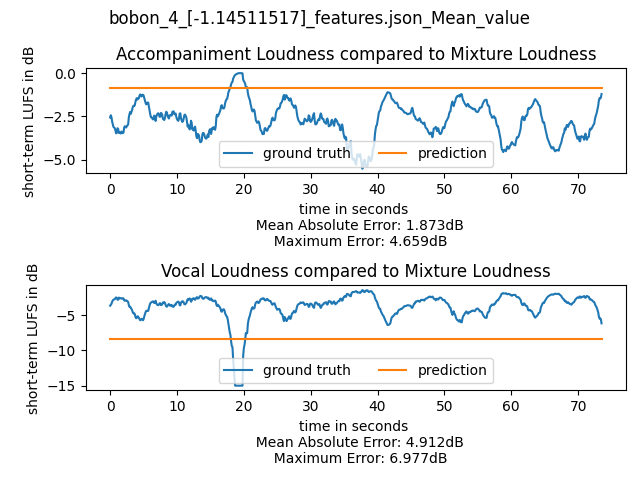 bobon_4_[-1.14511517]_features.json_Mean_value
Accompaniment Loudness compared to Mixture Loudness
short-term LUFS in dB
0.0
−2.5
−5.0
ground truth prediction
0 10 20 30 40 50 60 70
time in seconds
Mean Absolute Error: 1.873dB
Maximum Error: 4.659dB
Vocal Loudness compared to Mixture Loudness
short-term LUFS in dB
−5
−10
−15
ground truth prediction
0 10 20 30 40 50 60 70
time in seconds
Mean Absolute Error: 4.912dB
Maximum Error: 6.977dB